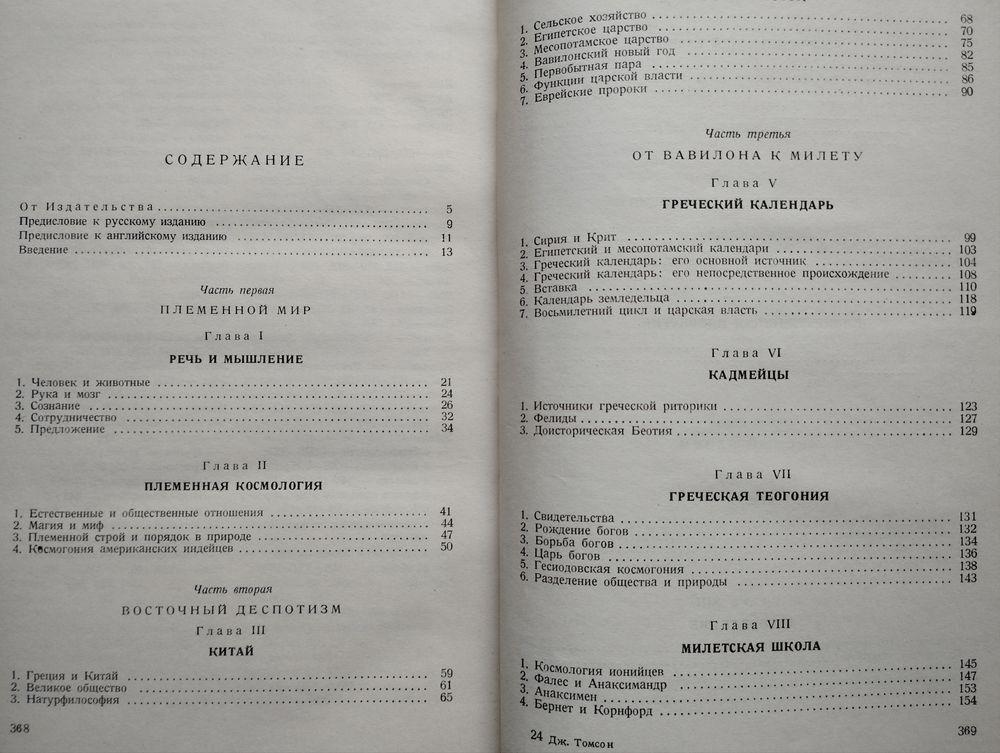 СОДЕРЖАНИЕ
От Издательства 5
Предисловие к русскому изданию 9
Предисловие к английскому изданию 11
Введение 13
Часть первая
ПЛЕМЕННОЙ МИР
Глава I
РЕЧЬ И МЫШЛЕНИЕ
1. Человек и животные 21
2. Рука и мозг 24
3. Сознание 26
4. Сотрудничество 32
5. Предложение 34
Глава II
ПЛЕМЕННАЯ КОСМОЛОГИЯ
1. Естественные и общественные отношения 41
2. Магия и миф 44
3. Племенной строй и порядок в природе 47
4. Космогония американских индейцев 50
Часть вторая
ВОСТОЧНЫЙ ДЕСПОТИЗМ
Глава III
КИТАЙ
1. Греция и Китай 59
2. Великое общество 61
3. Натурфилософия 65
368
1. Сельское хозяйство 68
2. Египетское царство 70
3. Месопотамское царство 75
4. Вавилонский новый год 82
5. Первобытная пара 85
6. Функции царской власти 86
7. Еврейские пророки 90
Часть третья
ОТ ВАВИЛОНА К МИЛЕТУ
Глава V
ГРЕЧЕСКИЙ КАЛЕНДАРЬ
1. Сирия и Крит 99
2. Египетский и месопотамский календари 103
3. Греческий календарь: его основной источник 104
4. Греческий календарь: его непосредственное происхождение 108
5. Вставка 110
6. Календарь земледельца 118
7. Восьмилетний цикл и царская власть 119
Глава VI
КАДМЕЙЦЫ
1. Источники греческой риторики 123
2. Фелиды 127
3. Доисторическая Беотия 129
Глава VII
ГРЕЧЕСКАЯ ТЕОГОНИЯ
1. Свидетельства 131
2. Рождение богов 132
3. Борьба богов 134
4. Царь богов 136
5. Гесиодовская космогония 138
6. Разделение общества и природы 143
Глава VIII
МИЛЕТСКАЯ ШКОЛА
1. Космология ионийцев 145
2. Фалес и Анаксимандр 147
3. Анаксимен 153
4. Бернет и Корнфорд 154
24 Дж. Томсон
369